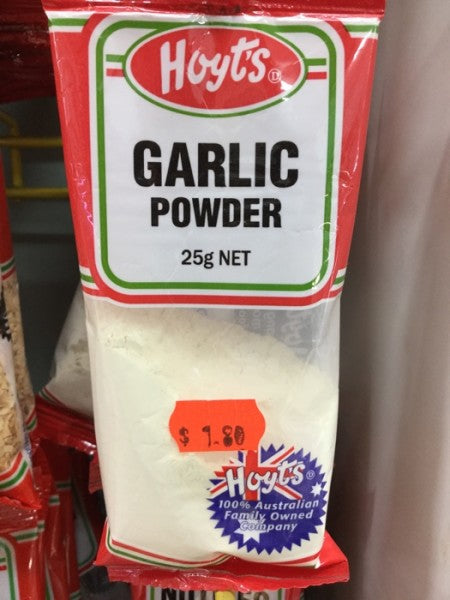 Hoyt's
GARLIC
POWDER
25g NET
$ 1.80
Hoyt's
100% Australian
Family Owned
Company